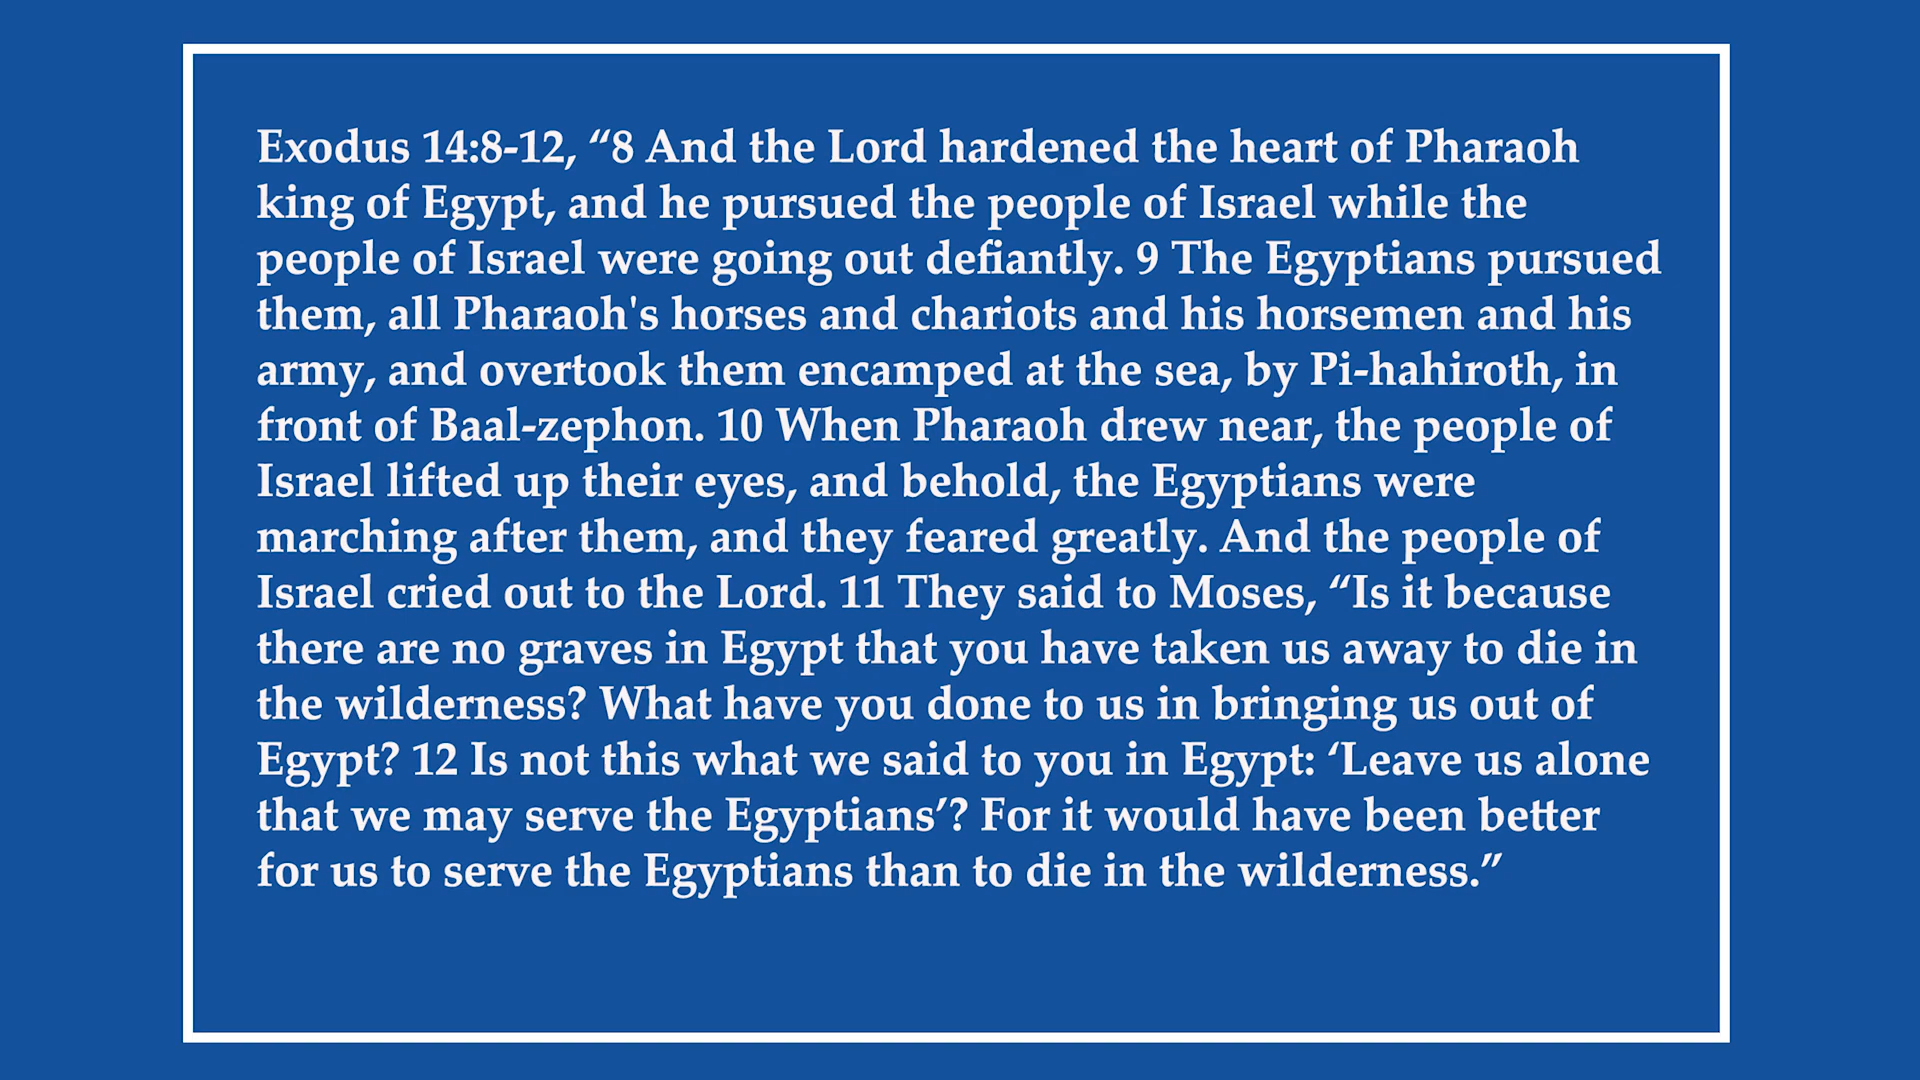 Exodus 14:8-12, “8 And the Lord hardened the heart of Pharaoh
king of Egypt, and he pursued the people of Israel while the
people of Israel were going out defiantly. 9 The Egyptians pursued
them, all Pharaoh's horses and chariots and his horsemen and his
army, and overtook them encamped at the sea, by Pi-hahiroth, in
front of Baal-zephon. 10 When Pharaoh drew near, the people of
Israel lifted up their eyes, and behold, the Egyptians were
marching after them, and they feared greatly. And the people of
Israel cried out to the Lord. 11 They said to Moses, “Is it because
there are no graves in Egypt that you have taken us away to die in
the wilderness? What have you done to us in bringing us out of
Egypt? 12 Is not this what we said to you in Egypt: ‘Leave us alone
that we may serve the Egyptians’? For it would have been better
for us to serve the Egyptians than to die in the wilderness.”